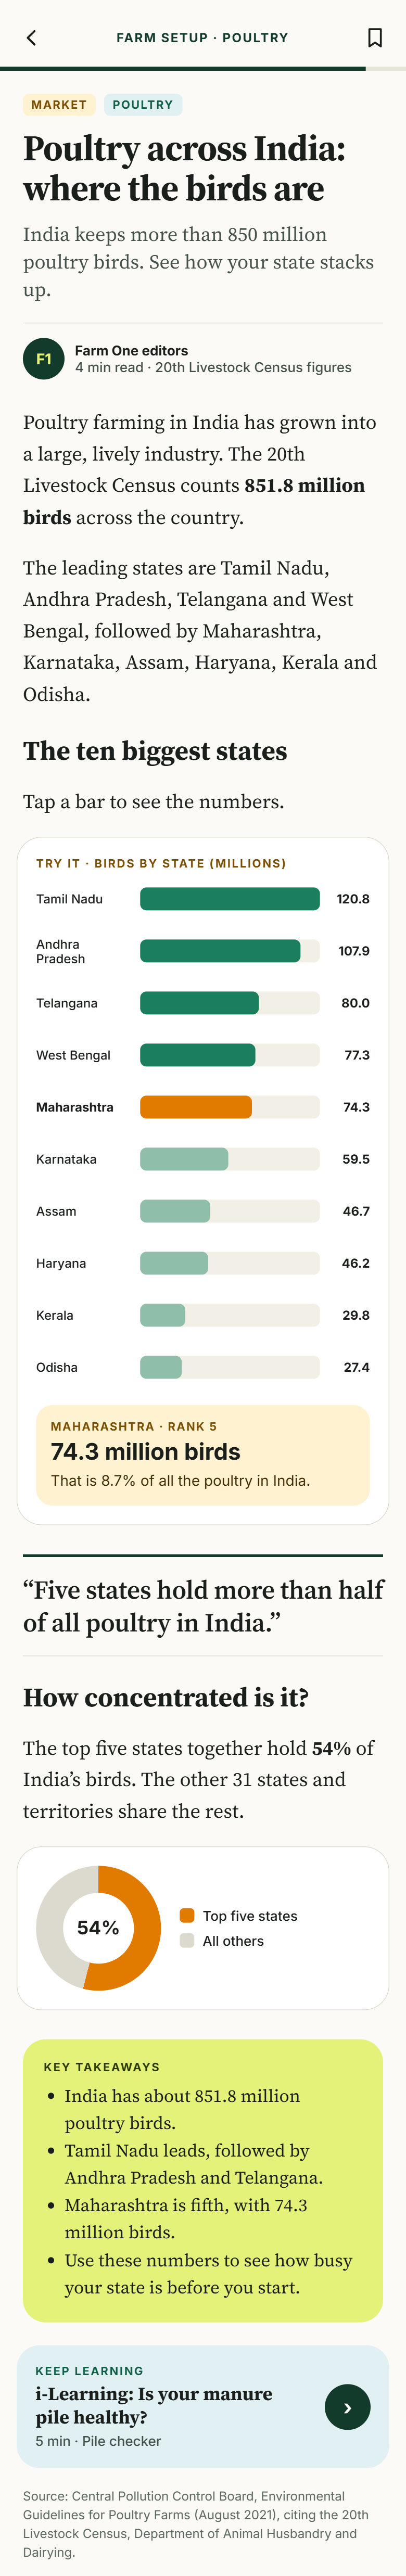 FARM SETUP · POULTRY
MARKET POULTRY
Poultry across India:
where the birds are
India keeps more than 850 million
poultry birds. See how your state stacks
up.
F1
Farm One editors
4 min read · 20th Livestock Census figures
Poultry farming in India has grown into
a large, lively industry. The 20th
Livestock Census counts 851.8 million
birds across the country.
The leading states are Tamil Nadu,
Andhra Pradesh, Telangana and West
Bengal, followed by Maharashtra,
Karnataka, Assam, Haryana, Kerala and
Odisha.
The ten biggest states
Tap a bar to see the numbers.
TRY IT · BIRDS BY STATE (MILLIONS)
Tamil Nadu 120.8
Andhra
Pradesh 107.9
Telangana 80.0
West Bengal 77.3
Maharashtra 74.3
Karnataka 59.5
Assam 46.7
Haryana 46.2
Kerala 29.8
Odisha 27.4
MAHARASHTRA · RANK 5
74.3 million birds
That is 8.7% of all the poultry in India.
“Five states hold more than half
of all poultry in India.”
How concentrated is it?
The top five states together hold 54% of
India’s birds. The other 31 states and
territories share the rest.
54%
Top five states
All others
KEY TAKEAWAYS
• India has about 851.8 million
poultry birds.
• Tamil Nadu leads, followed by
Andhra Pradesh and Telangana.
• Maharashtra is fifth, with 74.3
million birds.
• Use these numbers to see how busy
your state is before you start.
KEEP LEARNING
i-Learning: Is your manure
pile healthy?
5 min · Pile checker
Source: Central Pollution Control Board, Environmental
Guidelines for Poultry Farms (August 2021), citing the 20th
Livestock Census, Department of Animal Husbandry and
Dairying.